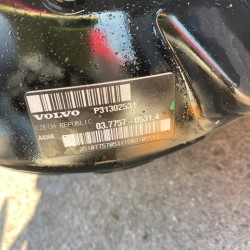 VOLVO P31302531
CZECH REPUBLIC 03.7757-0531.4